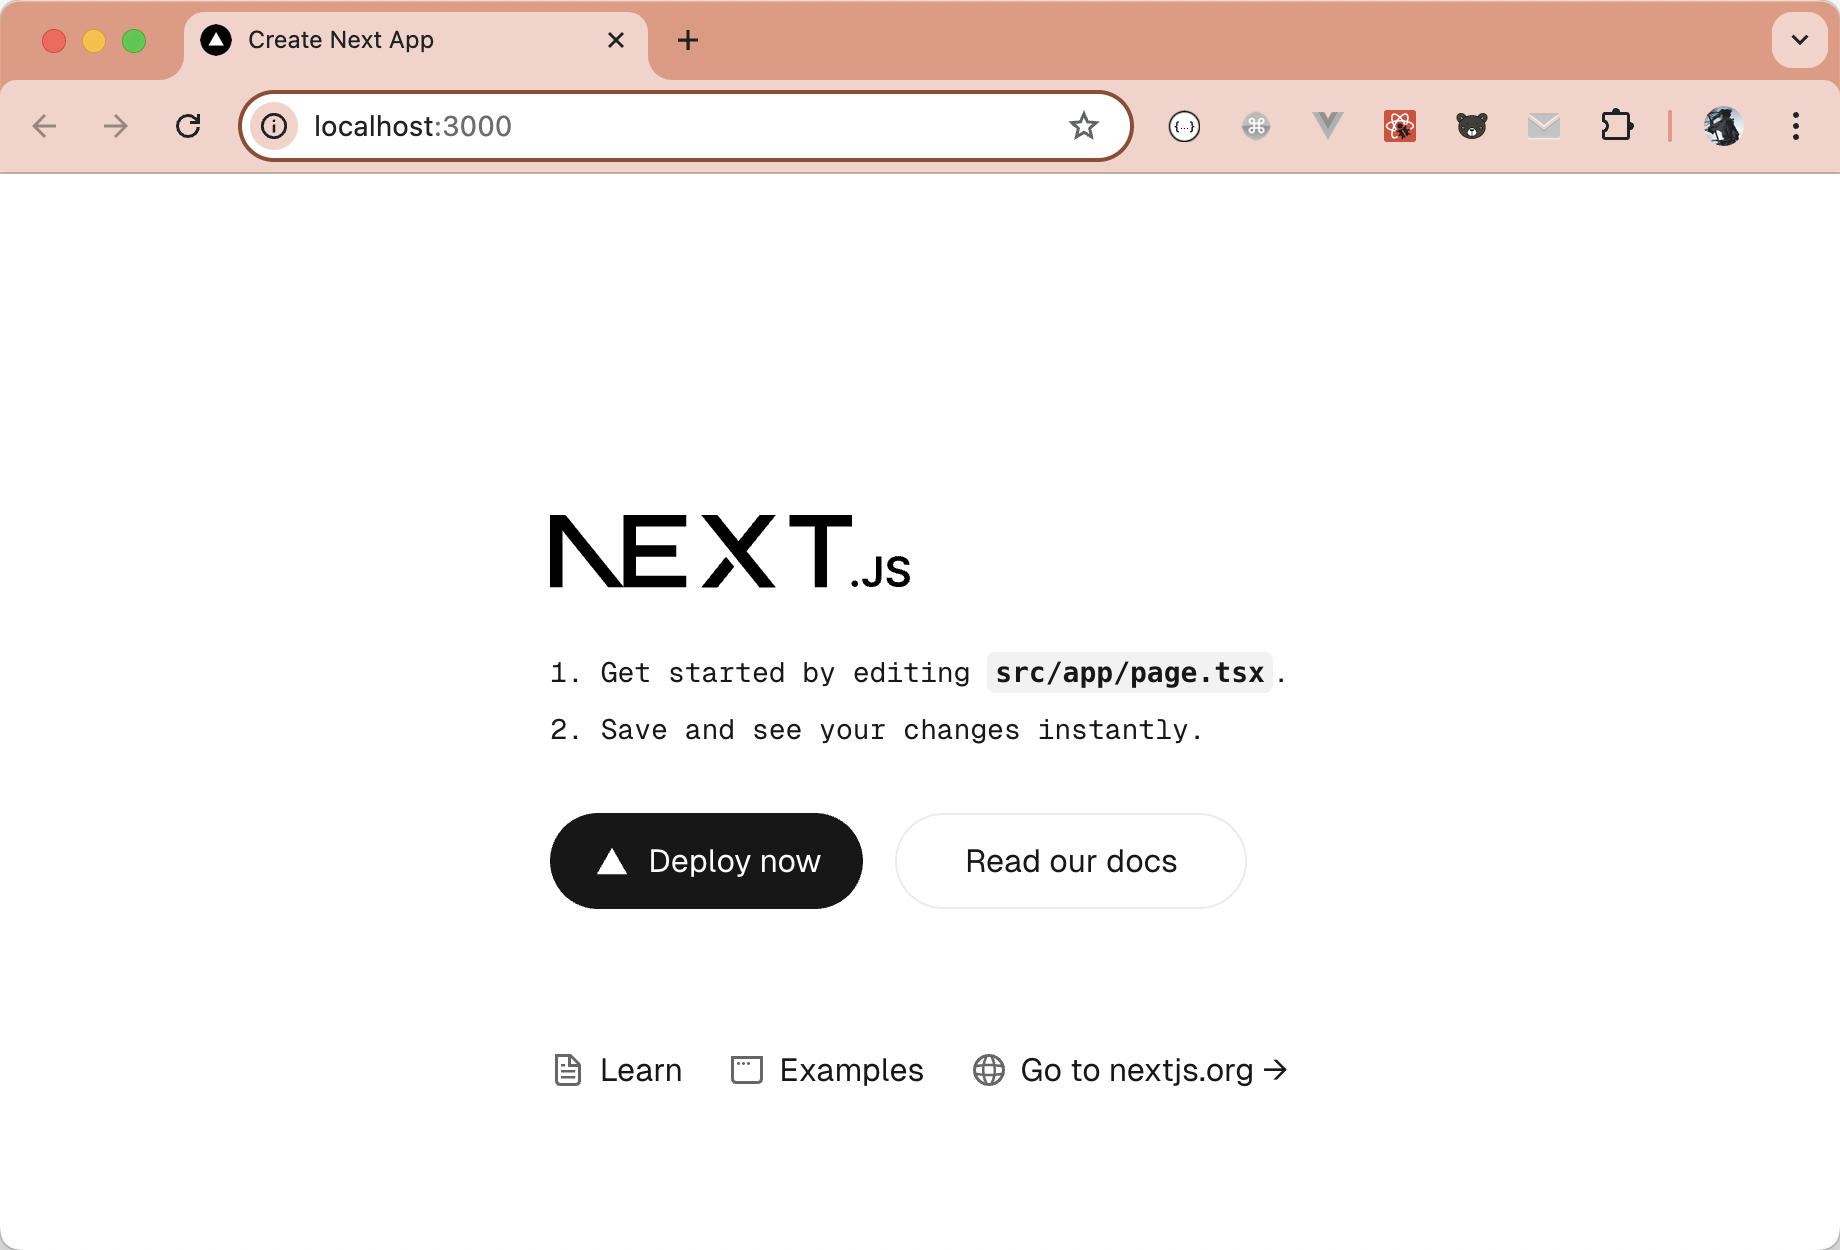 Create Next App
localhost:3000
NEXT.JS
1. Get started by editing src/app/page.tsx.
2. Save and see your changes instantly.
Deploy now
Read our docs
Learn
Examples
Go to nextjs.org →